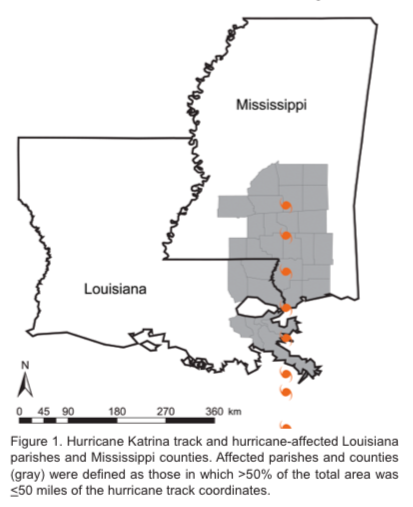 Mississippi
Louisiana
N
0 45 90 180 270 360 km
Figure 1. Hurricane Katrina track and hurricane-affected Louisiana
parishes and Mississippi counties. Affected parishes and counties
(gray) were defined as those in which >50% of the total area was
≤50 miles of the hurricane track coordinates.